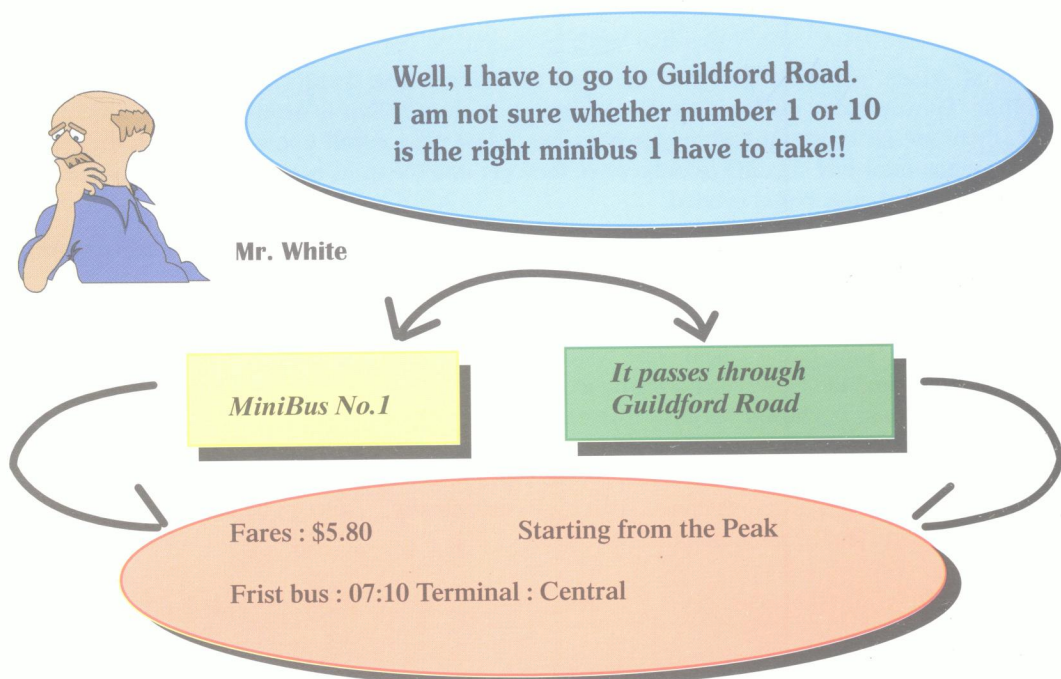 Well, I have to go to Guildford Road.
I am not sure whether number 1 or 10
is the right minibus 1 have to take!!
Mr. White
MiniBus No.1
It passes through
Guildford Road
Fares : $5.80 Starting from the Peak
Frist bus : 07:10 Terminal : Central